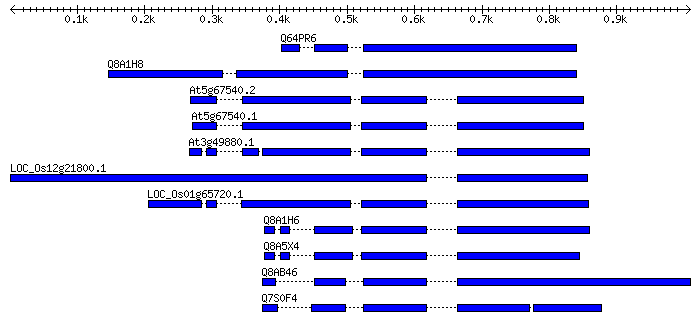 0.1k 0.2k 0.3k 0.4k 0.5k 0.6k 0.7k 0.8k 0.9k
Q64PR6
Q8A1H8
At5g67540.2
At5g67540.1
At3g49880.1
LOC_Os12g21800.1
LOC_Os01g65720.1
Q8A1H6
Q8A5X4
Q8AB46
Q7S0F4